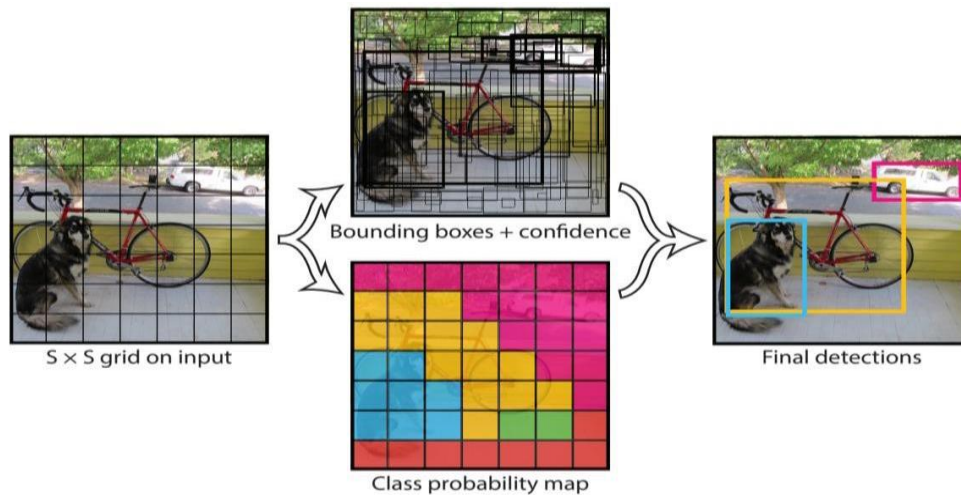 Bounding boxes + confidence
S × S grid on input
Final detections
Class probability map